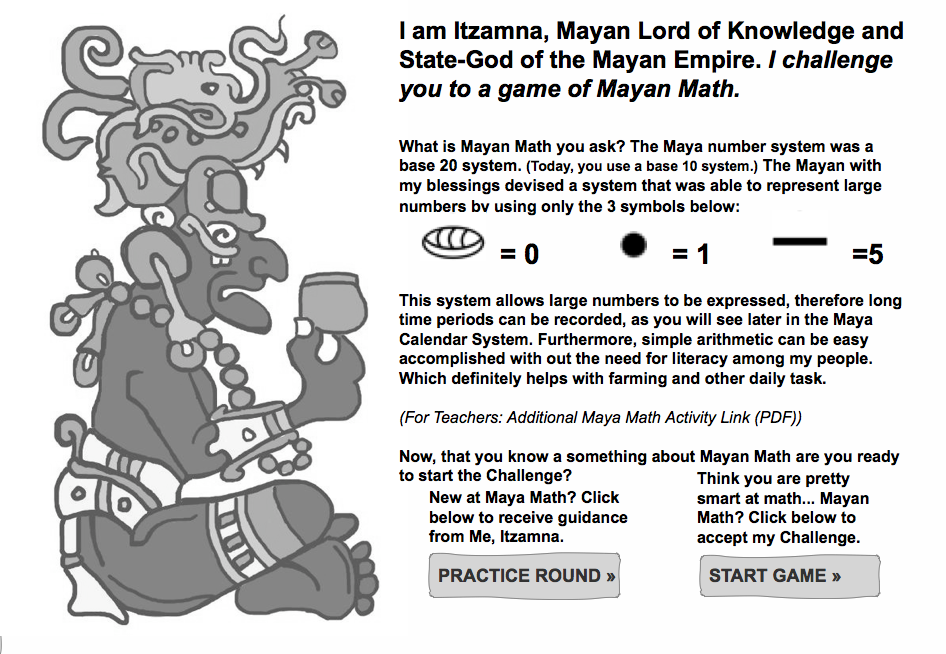 I am Itzamna, Mayan Lord of Knowledge and
State-God of the Mayan Empire. I challenge
you to a game of Mayan Math.
What is Mayan Math you ask? The Maya number system was a
base 20 system. (Today, you use a base 10 system.) The Mayan with
my blessings devised a system that was able to represent large
numbers bv using only the 3 symbols below:
= 0
= 1
=5
This system allows large numbers to be expressed, therefore long
time periods can be recorded, as you will see later in the Maya
Calendar System. Furthermore, simple arithmetic can be easy
accomplished with out the need for literacy among my people.
Which definitely helps with farming and other daily task.
(For Teachers: Additional Maya Math Activity Link (PDF))
Now, that you know a something about Mayan Math are you ready
to start the Challenge?
New at Maya Math? Click
below to receive guidance
from Me, Itzamna.
PRACTICE ROUND »
Think you are pretty
smart at math... Mayan
Math? Click below to
accept my Challenge.
START GAME »